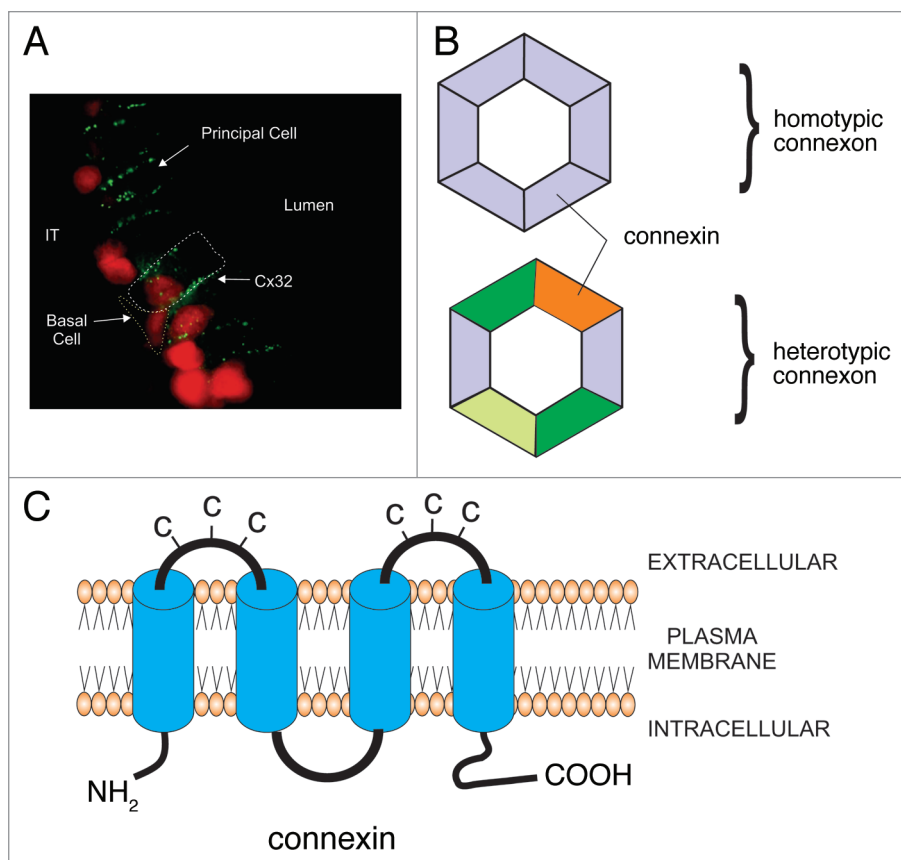 A
Principal Cell
Lumen
IT
Cx32
Basal
Cell
B
homotypic
connexon
connexin
heterotypic
connexon
C
C C C
C C C
EXTRACELLULAR
PLASMA
MEMBRANE
INTRACELLULAR
NH2
COOH
connexin